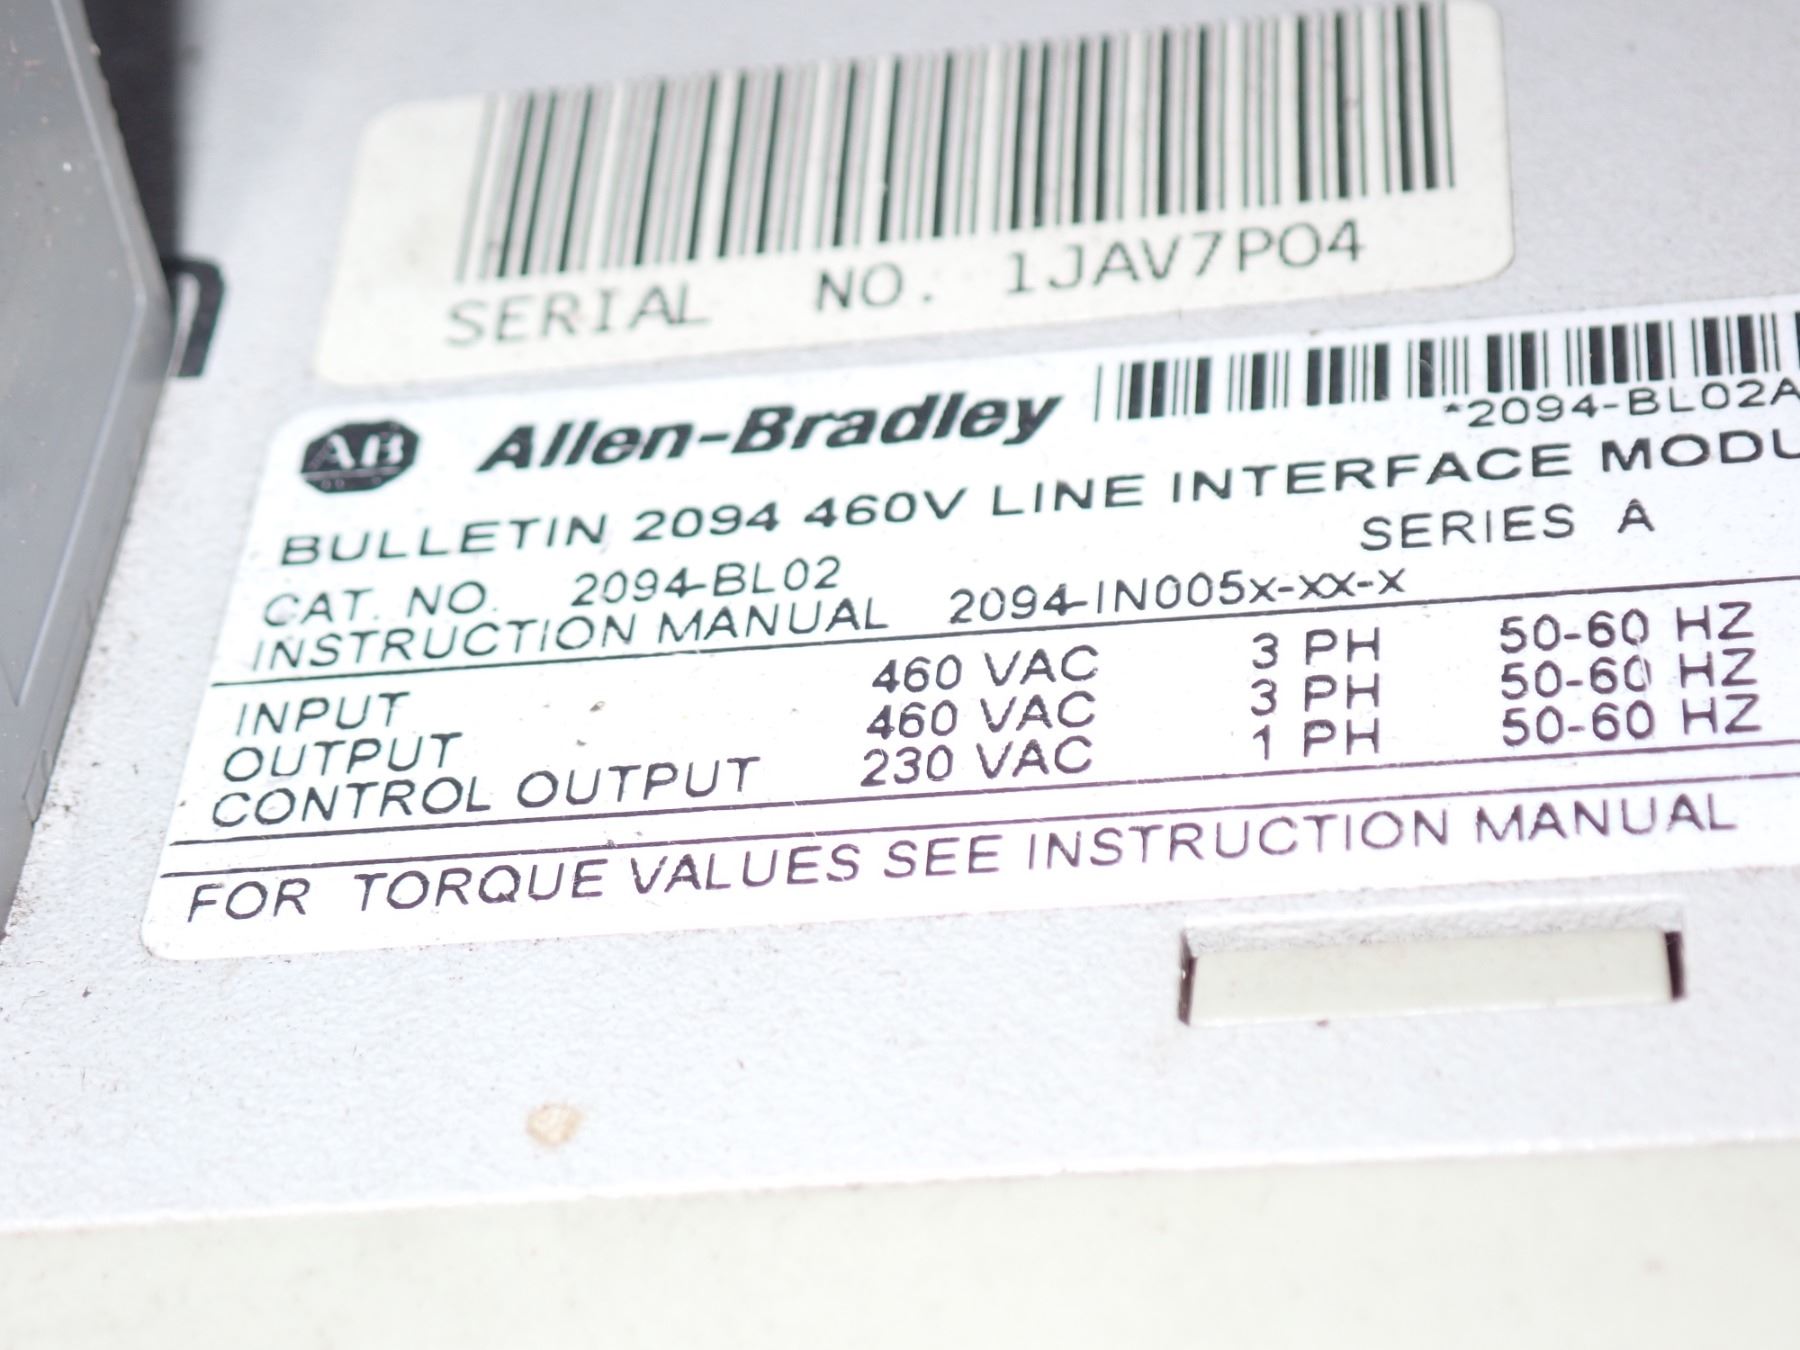 SERIAL NO. 1JAV7P04
AB Allen-Bradley
*2094-BL02A
BULLETIN 2094 460V LINE INTERFACE MODU
CAT. NO. 2094-BL02 SERIES A
INSTRUCTION MANUAL 2094-IN005x-xx-x
INPUT 460 VAC 3 PH 50-60 HZ
OUTPUT 460 VAC 3 PH 50-60 HZ
CONTROL OUTPUT 230 VAC 1 PH 50-60 HZ
FOR TORQUE VALUES SEE INSTRUCTION MANUAL